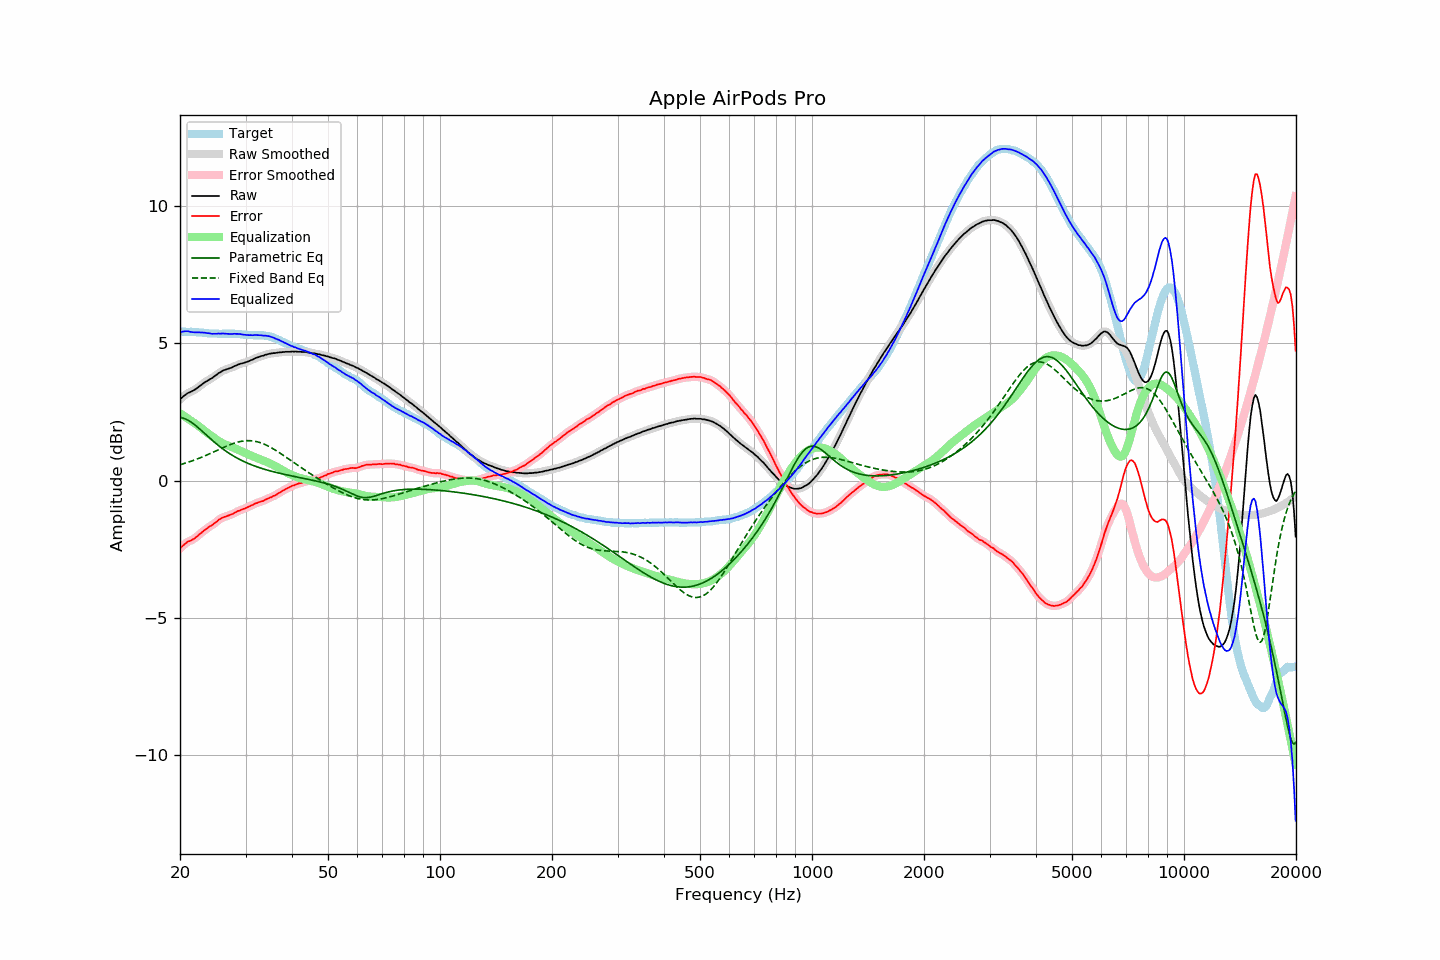 Apple AirPods Pro
Target
Raw Smoothed
Error Smoothed
Raw
Error
Equalization
Parametric Eq
Fixed Band Eq
Equalized
Amplitude (dBr)
10
5
0
−5
−10
20 50 100 200 500 1000 2000 5000 10000 20000
Frequency (Hz)